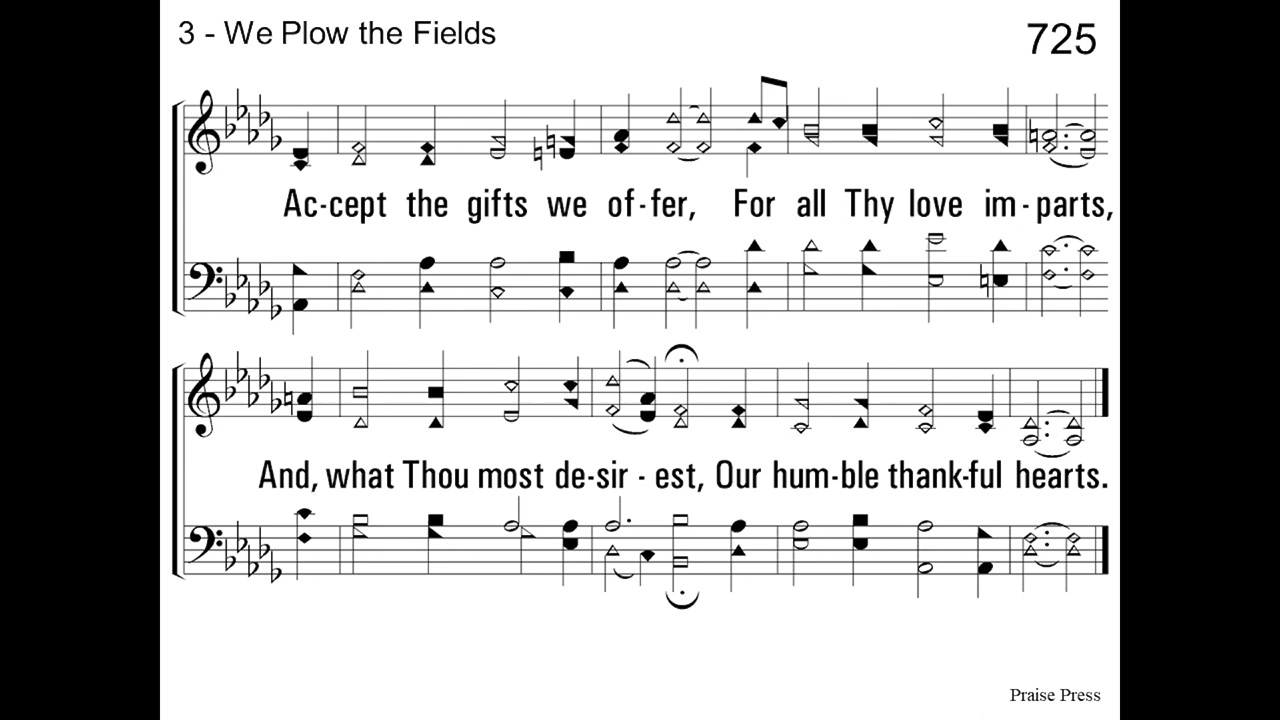 3 - We Plow the Fields
725
Ac-cept the gifts we of-fer, For all Thy love im-parts,
And, what Thou most de-sir-est, Our hum-ble thank-ful hearts.
Praise Press